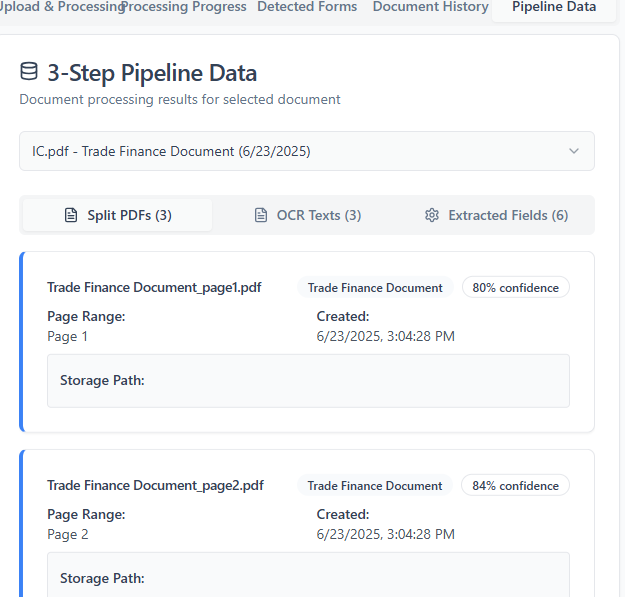 Upload & Processing Processing Progress Detected Forms Document History Pipeline Data
3-Step Pipeline Data
Document processing results for selected document
IC.pdf - Trade Finance Document (6/23/2025)
Split PDFs (3) OCR Texts (3) Extracted Fields (6)
Trade Finance Document_page1.pdf Trade Finance Document 80% confidence
Page Range: Created:
Page 1 6/23/2025, 3:04:28 PM
Storage Path:
Trade Finance Document_page2.pdf Trade Finance Document 84% confidence
Page Range: Created:
Page 2 6/23/2025, 3:04:28 PM
Storage Path: